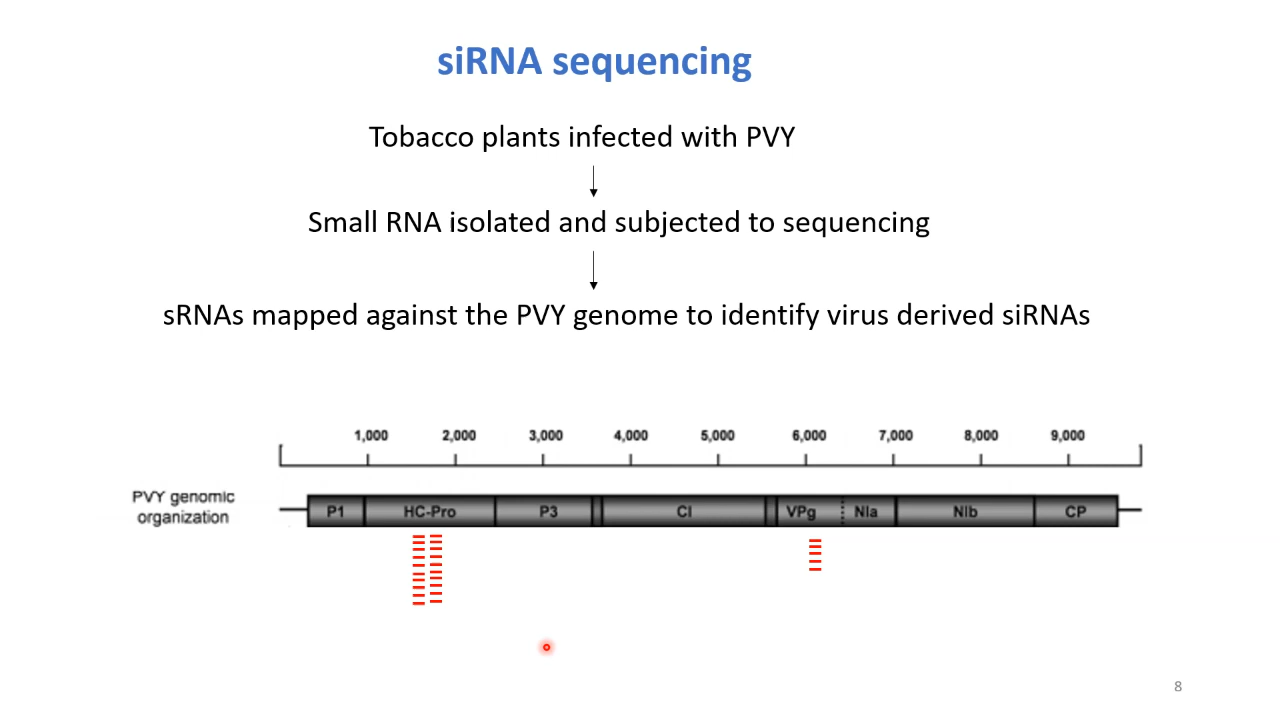 siRNA sequencing
Tobacco plants infected with PVY
Small RNA isolated and subjected to sequencing
sRNAs mapped against the PVY genome to identify virus derived siRNAs
1,000 2,000 3,000 4,000 5,000 6,000 7,000 8,000 9,000
PVY genomic
organization
P1 HC-Pro P3 CI VPg NIa NIb CP
8